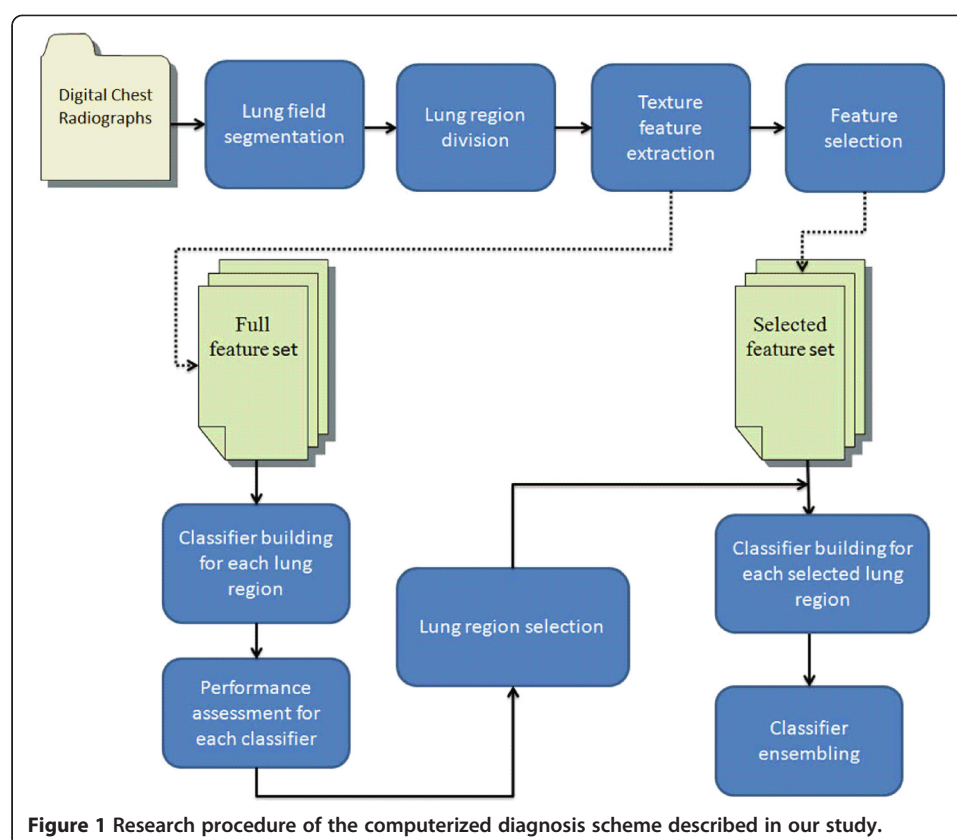 Digital Chest
Radiographs
Lung field
segmentation
Lung region
division
Texture
feature
extraction
Feature
selection
Full
feature set
Selected
feature set
Classifier building
for each lung
region
Performance
assessment for
each classifier
Lung region selection
Classifier building for
each selected lung
region
Classifier
ensembling
Figure 1 Research procedure of the computerized diagnosis scheme described in our study.